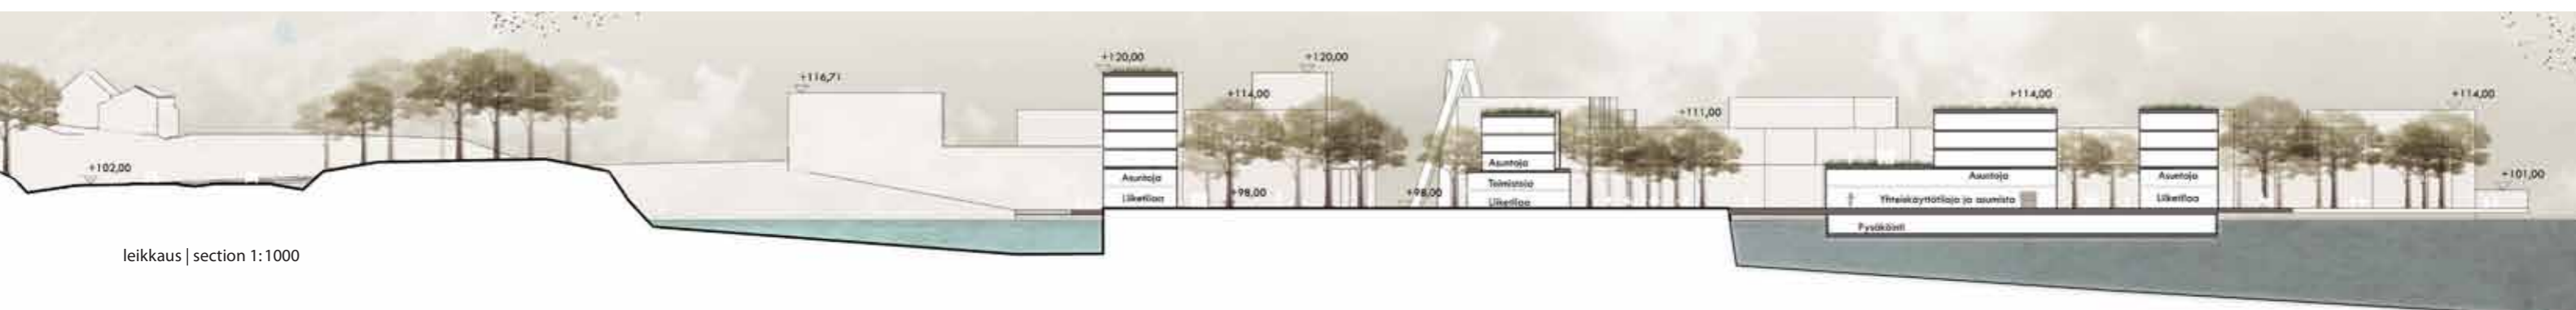 +102,00
leikkaus | section 1:1000
+116,71
+120,00
Asuntoja
Liiketilaa
+120,00
+114,00
+98,00
+98,00
Asuntoja
Toimistoja
Liiketilaa
+111,00
+114,00
Asuntoja
Yhteiskäyttötiloja ja asumista
Pysäköinti
Asuntoja
Liiketilaa
+114,00
+101,00